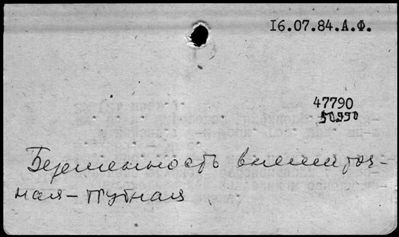 16.07.84.А.Ф.
47790
50950
Беременность внематоч-
ная – трубная